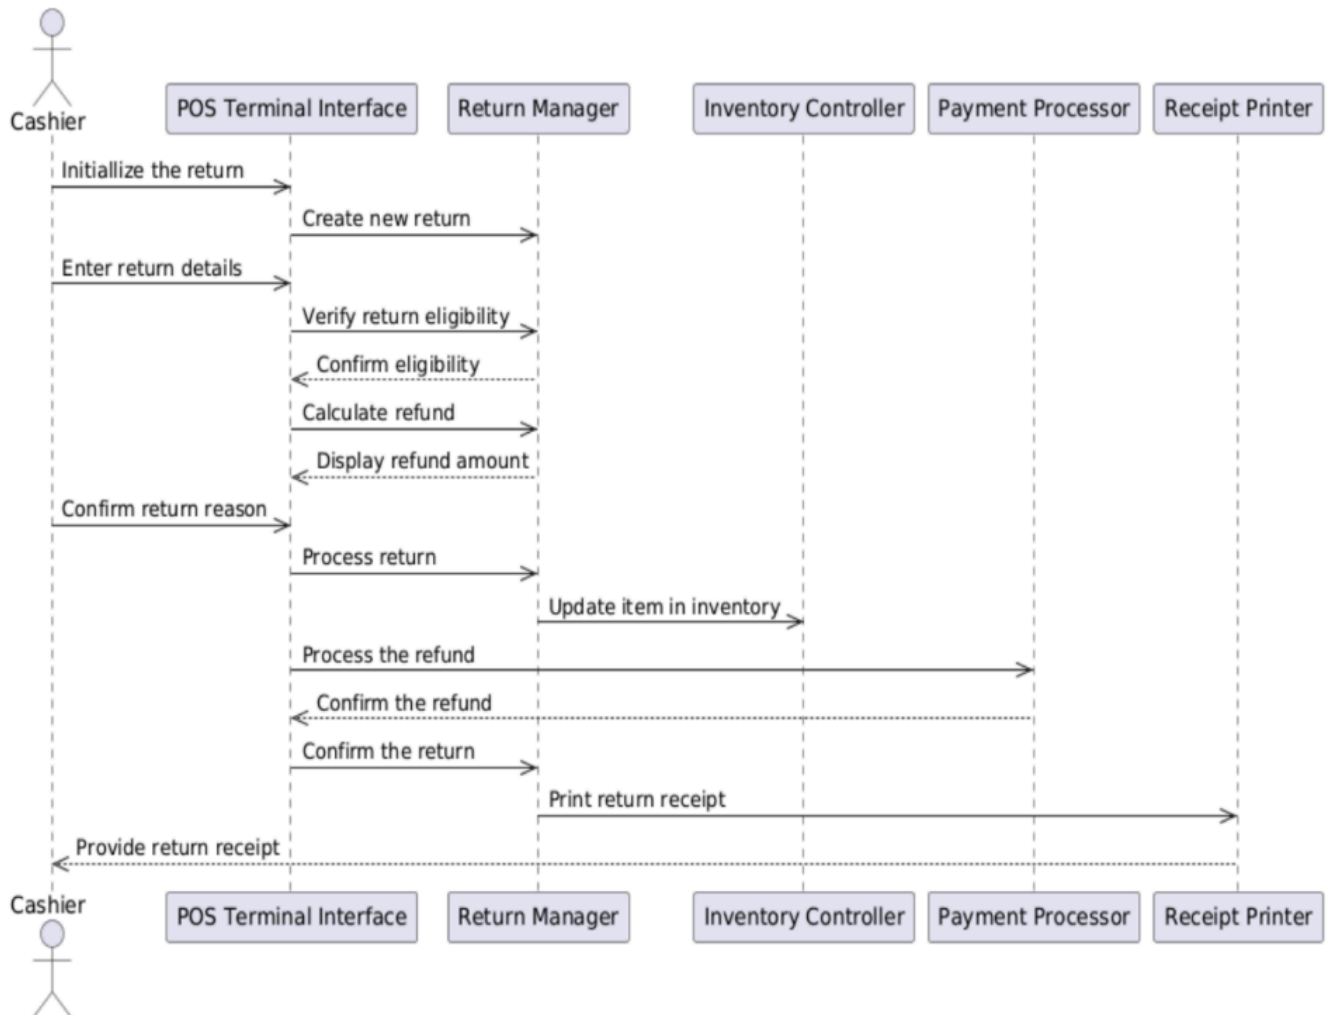 Cashier
POS Terminal Interface
Return Manager
Inventory Controller
Payment Processor
Receipt Printer
Initiallize the return
Create new return
Enter return details
Verify return eligibility
Confirm eligibility
Calculate refund
Display refund amount
Confirm return reason
Process return
Update item in inventory
Process the refund
Confirm the refund
Confirm the return
Print return receipt
Provide return receipt
Cashier
POS Terminal Interface
Return Manager
Inventory Controller
Payment Processor
Receipt Printer